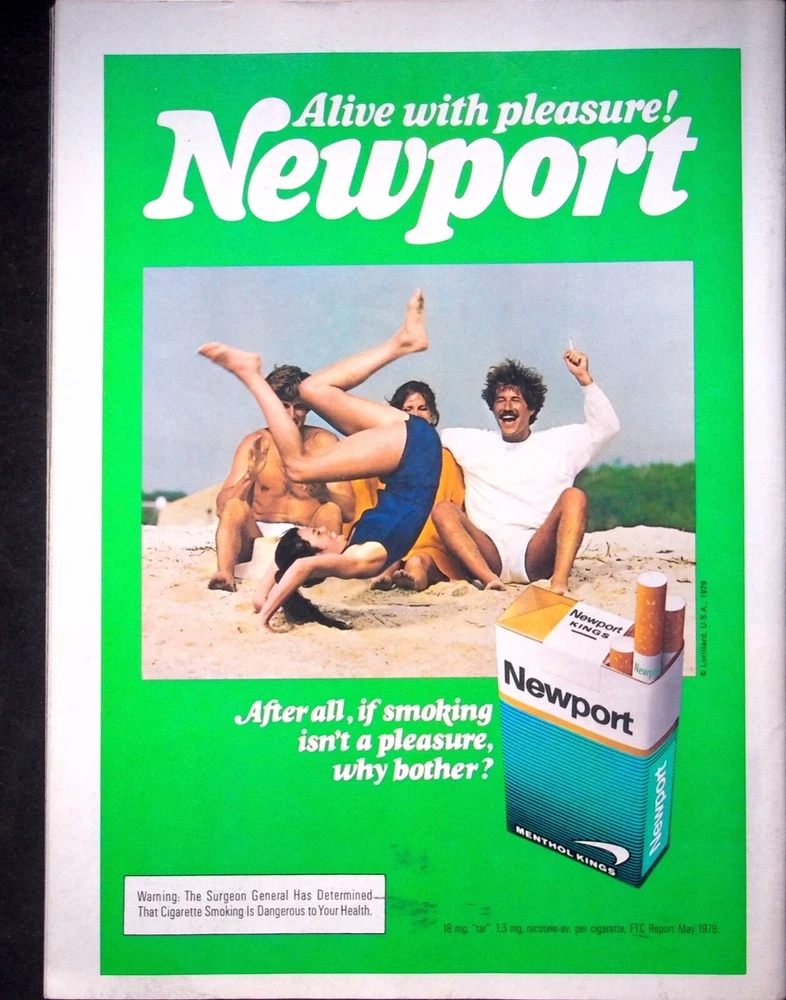 Alive with pleasure!
Newport
© Lorillard, U.S.A., 1979
Newport
KINGS
Newport
Newport
Newport
MENTHOL KINGS
After all, if smoking
isn't a pleasure,
why bother?
Warning: The Surgeon General Has Determined
That Cigarette Smoking Is Dangerous to Your Health.
18 mg. "tar", 1.3 mg. nicotine av. per cigarette, FTC Report May 1978.